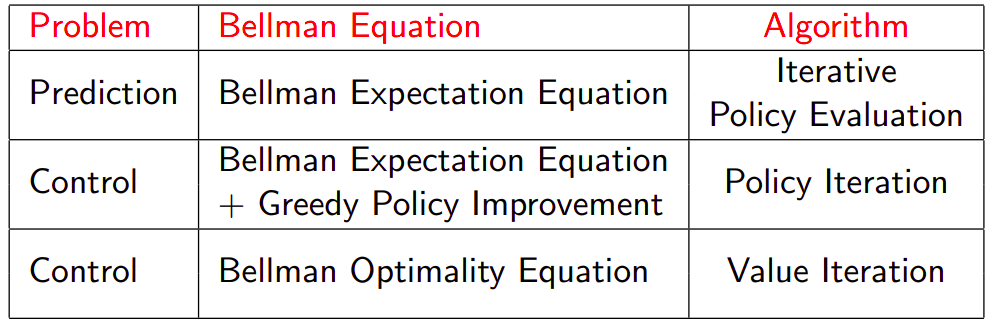 Problem Bellman Equation Algorithm
Prediction Bellman Expectation Equation Iterative
Policy Evaluation
Control Bellman Expectation Equation
+ Greedy Policy Improvement Policy Iteration
Control Bellman Optimality Equation Value Iteration